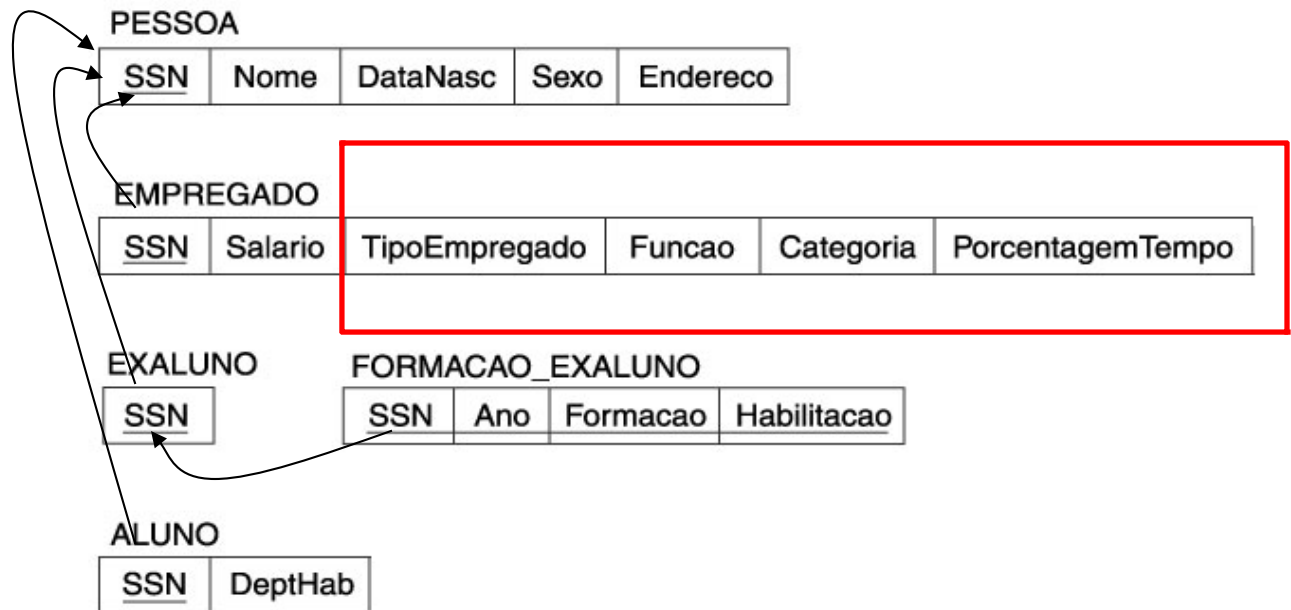 PESSOA
SSN Nome DataNasc Sexo Endereco
EMPREGADO
SSN Salario TipoEmpregado Funcao Categoria PorcentagemTempo
EXALUNO FORMACAO_EXALUNO
SSN SSN Ano Formacao Habilitacao
ALUNO
SSN DeptHab